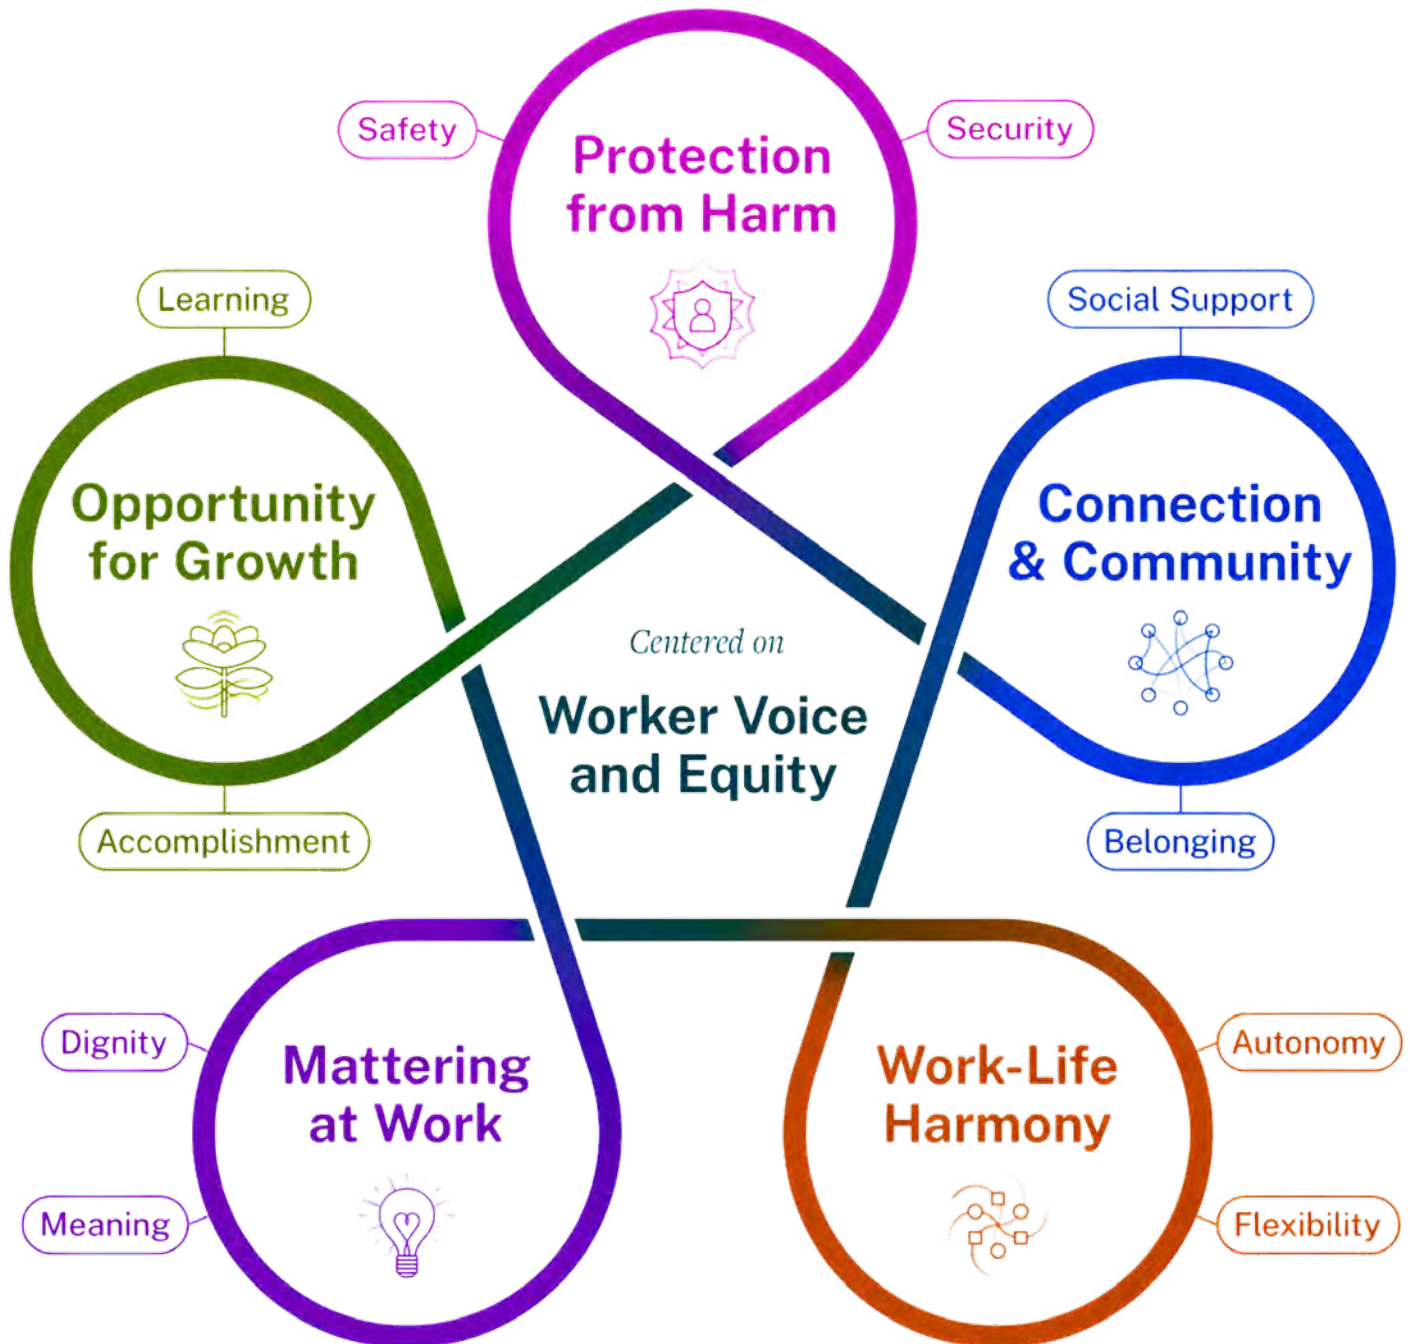 Safety
Security
Protection
from Harm
Learning
Social Support
Opportunity
for Growth
Connection
& Community
Centered on
Worker Voice
and Equity
Accomplishment
Belonging
Dignity
Autonomy
Mattering
at Work
Work-Life
Harmony
Meaning
Flexibility